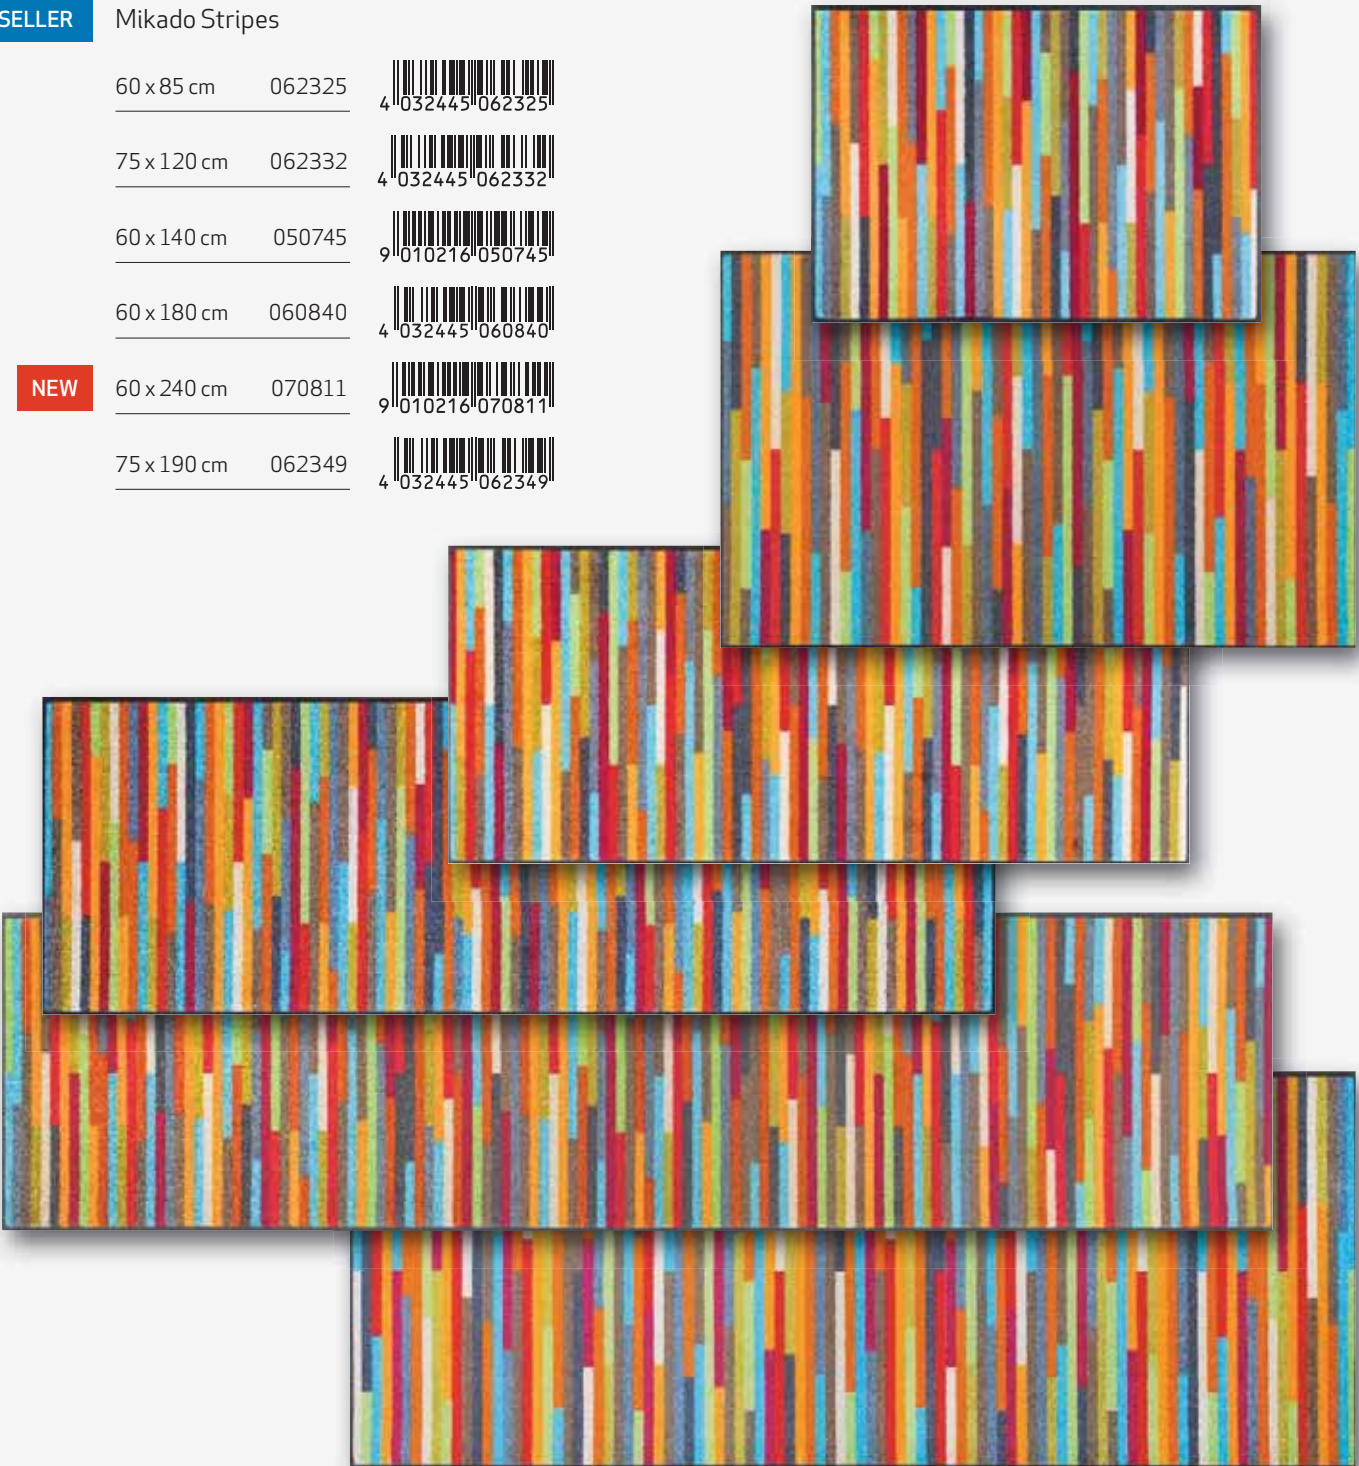 SELLER Mikado Stripes
60 x 85 cm 062325 4 032445 062325
75 x 120 cm 062332 4 032445 062332
60 x 140 cm 050745 9 010216 050745
60 x 180 cm 060840 4 032445 060840
NEW 60 x 240 cm 070811 9 010216 070811
75 x 190 cm 062349 4 032445 062349